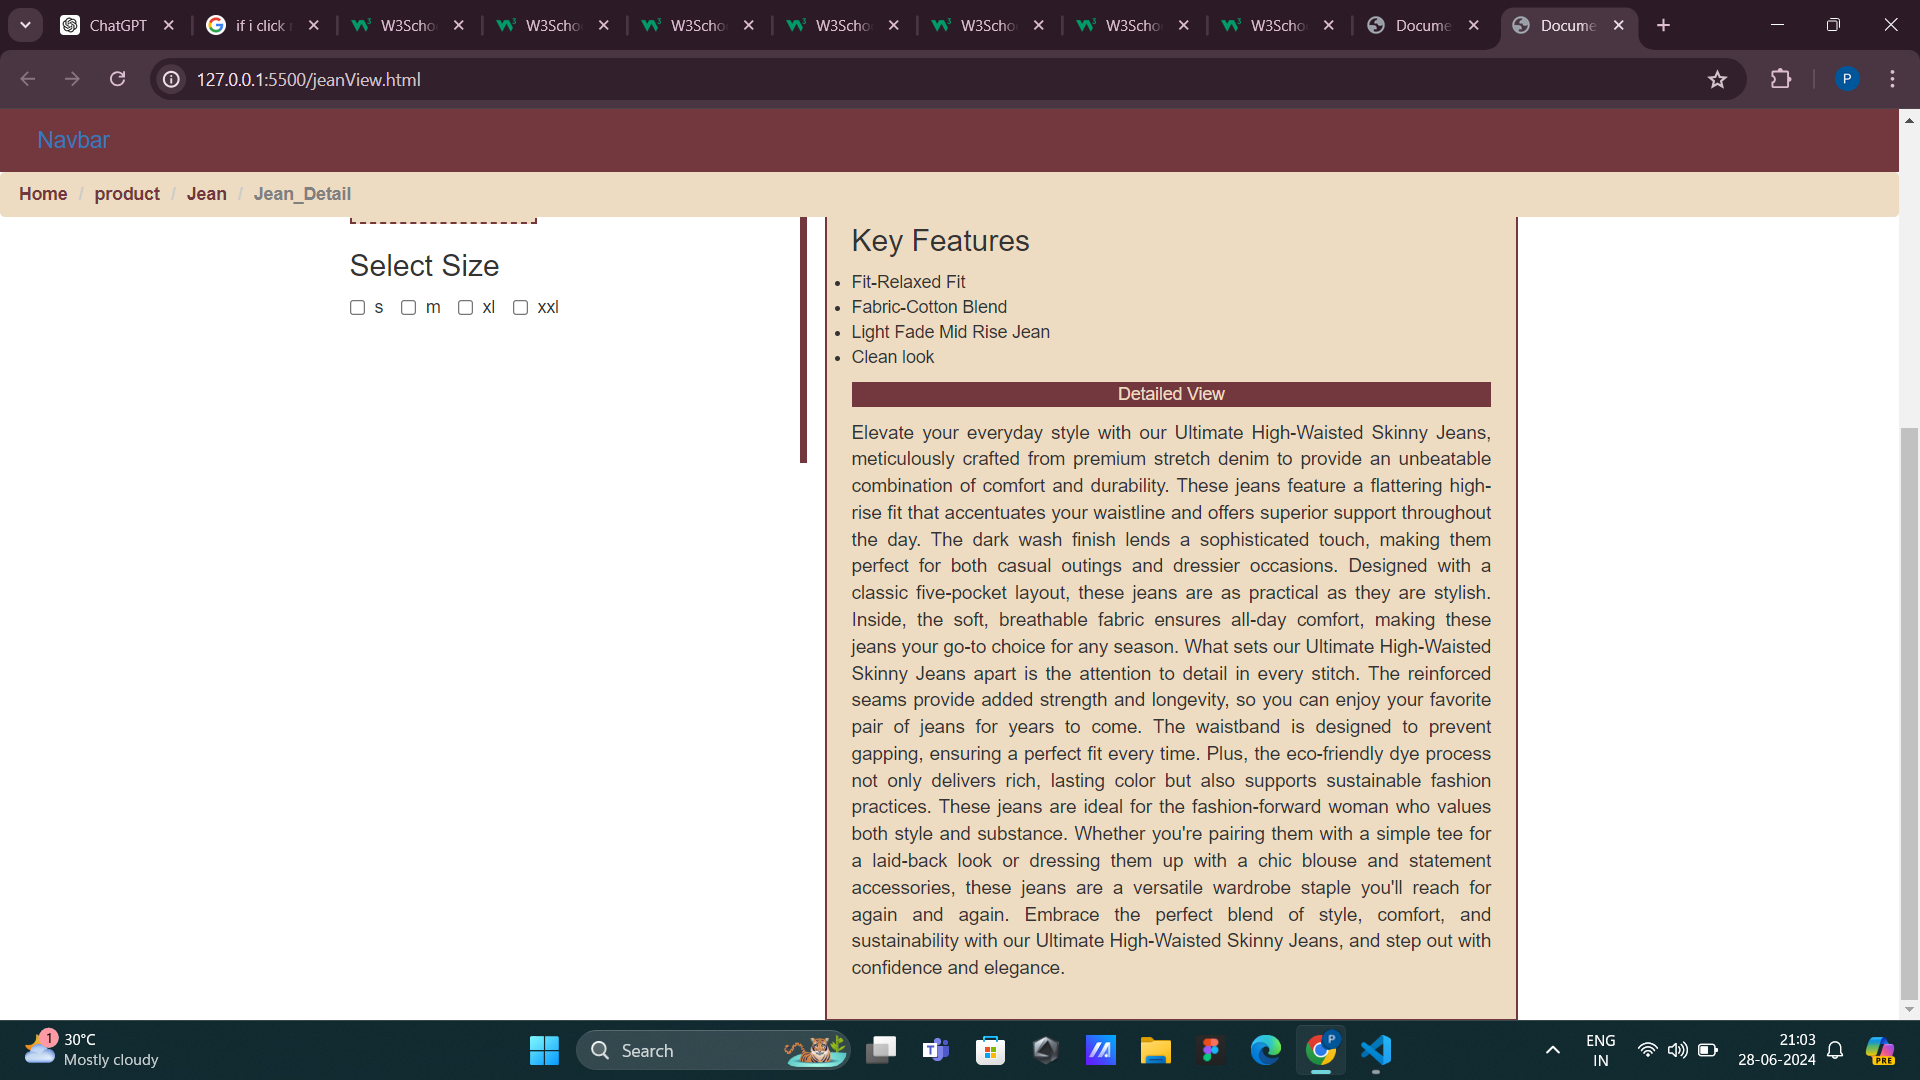 ChatGPT
if i click
W3Scho
W3Scho
W3Scho
W3Scho
W3Scho
W3Scho
W3Scho
Docume
Docume
127.0.0.1:5500/jeanView.html
P
Navbar
Home / product / Jean / Jean_Detail
Select Size
s m xl xxl
Key Features
Fit-Relaxed Fit
Fabric-Cotton Blend
Light Fade Mid Rise Jean
Clean look
Detailed View
Elevate your everyday style with our Ultimate High-Waisted Skinny Jeans,
meticulously crafted from premium stretch denim to provide an unbeatable
combination of comfort and durability. These jeans feature a flattering high-
rise fit that accentuates your waistline and offers superior support throughout
the day. The dark wash finish lends a sophisticated touch, making them
perfect for both casual outings and dressier occasions. Designed with a
classic five-pocket layout, these jeans are as practical as they are stylish.
Inside, the soft, breathable fabric ensures all-day comfort, making these
jeans your go-to choice for any season. What sets our Ultimate High-Waisted
Skinny Jeans apart is the attention to detail in every stitch. The reinforced
seams provide added strength and longevity, so you can enjoy your favorite
pair of jeans for years to come. The waistband is designed to prevent
gapping, ensuring a perfect fit every time. Plus, the eco-friendly dye process
not only delivers rich, lasting color but also supports sustainable fashion
practices. These jeans are ideal for the fashion-forward woman who values
both style and substance. Whether you're pairing them with a simple tee for
a laid-back look or dressing them up with a chic blouse and statement
accessories, these jeans are a versatile wardrobe staple you'll reach for
again and again. Embrace the perfect blend of style, comfort, and
sustainability with our Ultimate High-Waisted Skinny Jeans, and step out with
confidence and elegance.
1
30°C
Mostly cloudy
Search
P
ENG
IN
21:03
28-06-2024
PRE